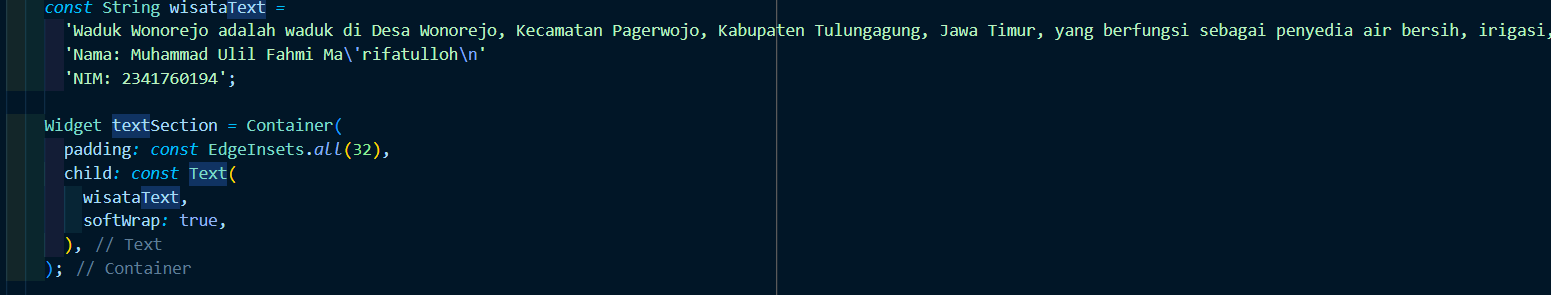 const String wisataText =
'Waduk Wonorejo adalah waduk di Desa Wonorejo, Kecamatan Pagerwojo, Kabupaten Tulungagung, Jawa Timur, yang berfungsi sebagai penyedia air bersih, irigasi,
'Nama: Muhammad Ulil Fahmi Ma\'rifatulloh\n'
'NIM: 2341760194';
Widget textSection = Container(
padding: const EdgeInsets.all(32),
child: const Text(
wisataText,
softWrap: true,
), // Text
); // Container